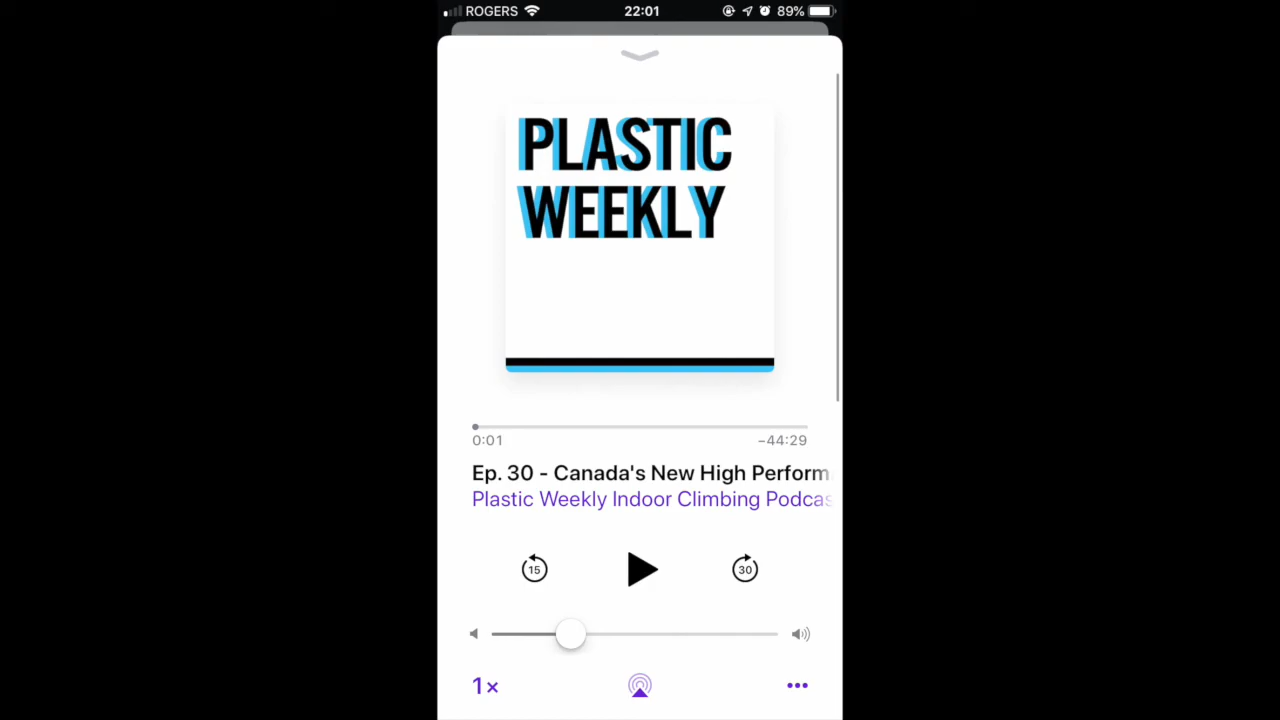 ROGERS 22:01 89%
PLASTIC
WEEKLY
0:01 −44:29
Ep. 30 - Canada's New High Perform
Plastic Weekly Indoor Climbing Podcas
15 30
1×